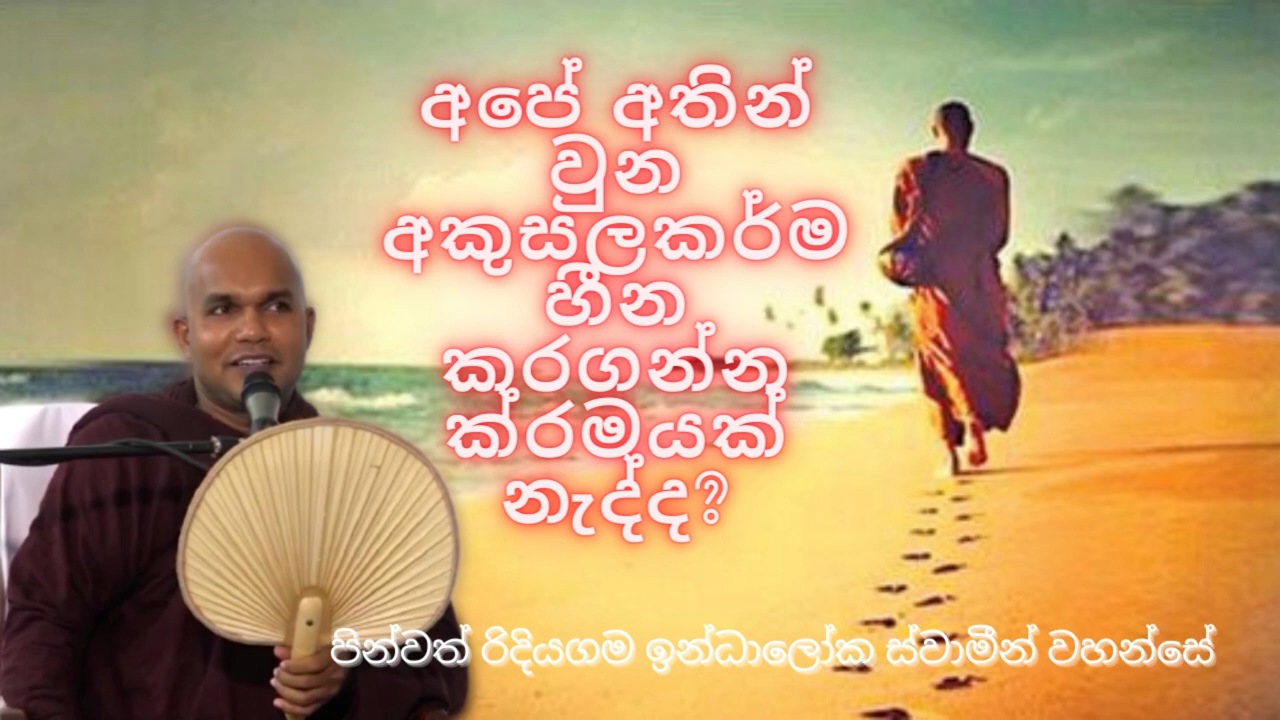 අපේ අතින්
වුන
අකුසලකර්ම
හීන
කරගන්න
ක්රමයක්
නැද්ද?
පින්වත් රිදියගම ඉන්ධාලෝක ස්වාමීන් වහන්සේ